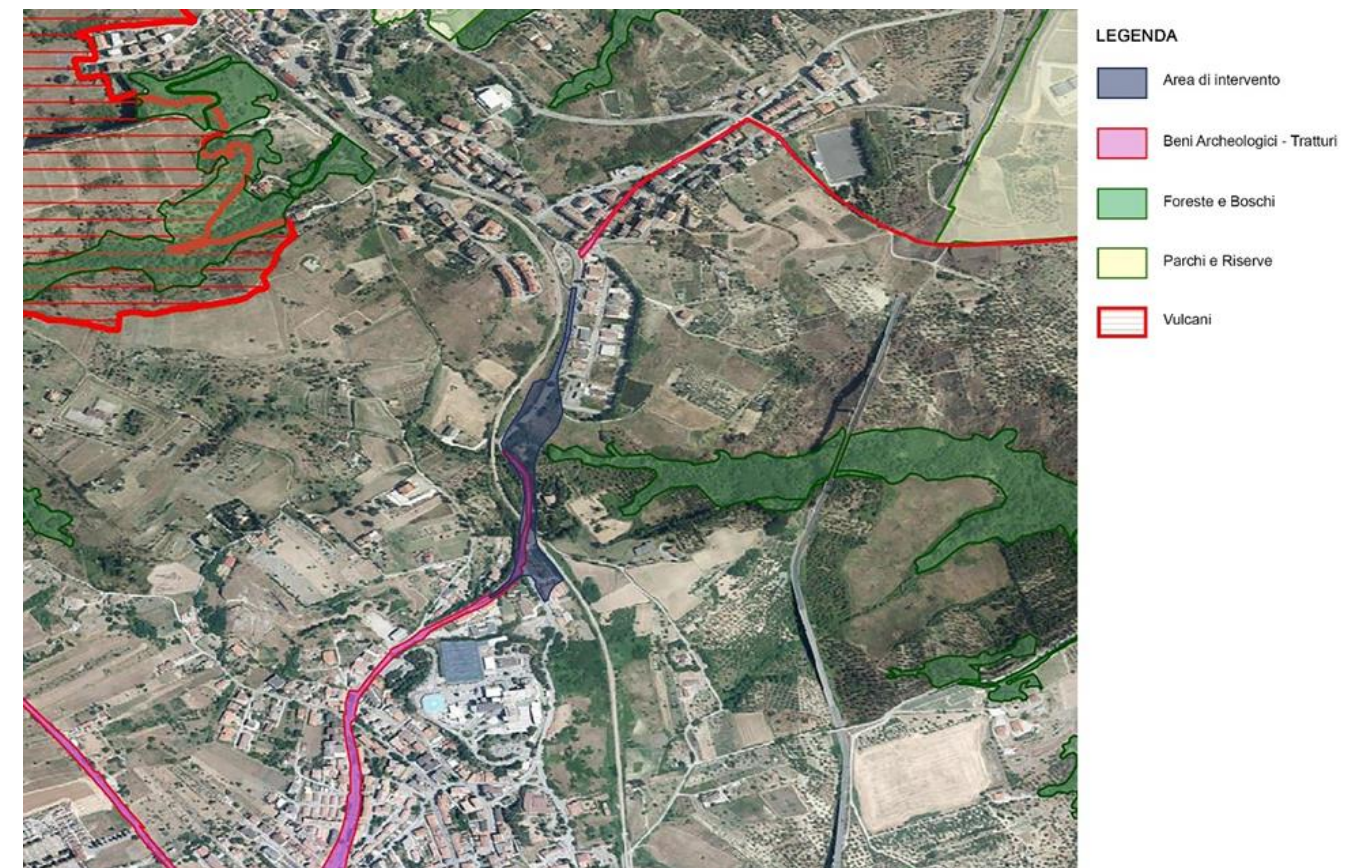 LEGENDA
Area di intervento
Beni Archeologici - Tratturi
Foreste e Boschi
Parchi e Riserve
Vulcani